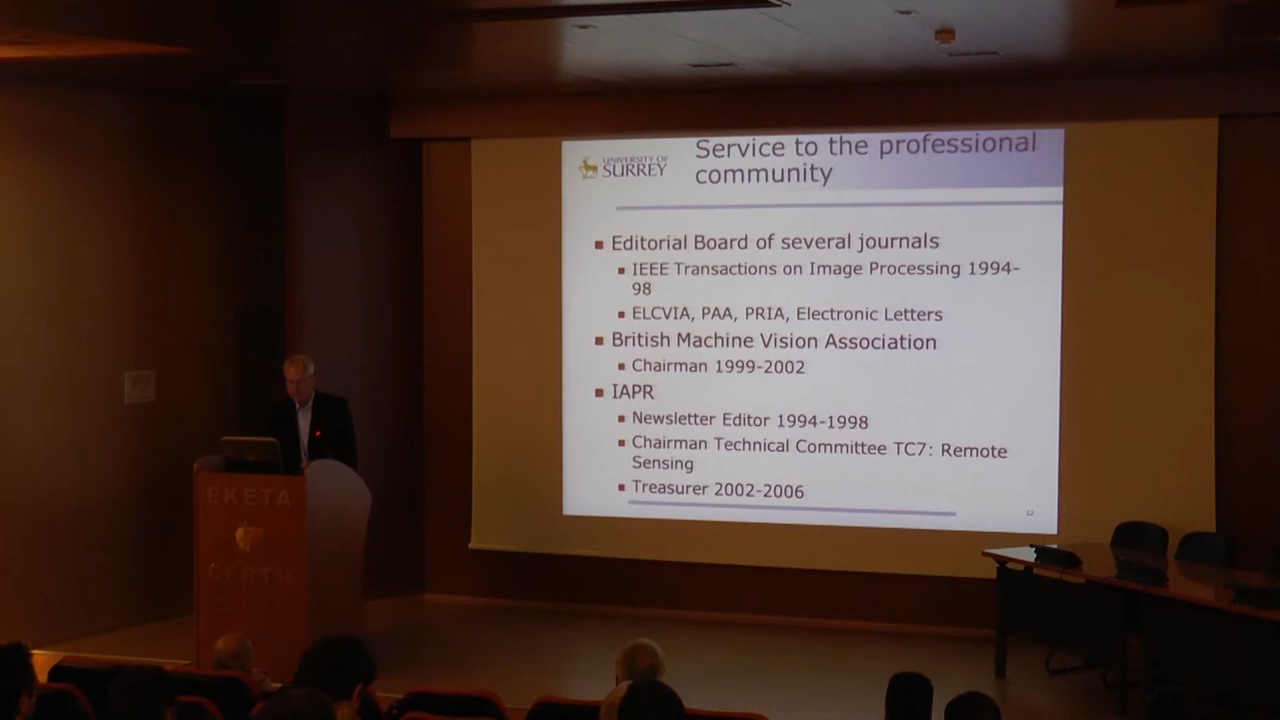 UNIVERSITY OF
SURREY
Service to the professional
community
Editorial Board of several journals
IEEE Transactions on Image Processing 1994-
98
ELCVIA, PAA, PRIA, Electronic Letters
British Machine Vision Association
Chairman 1999-2002
IAPR
Newsletter Editor 1994-1998
Chairman Technical Committee TC7: Remote
Sensing
Treasurer 2002-2006
12
EKETA
CERTH